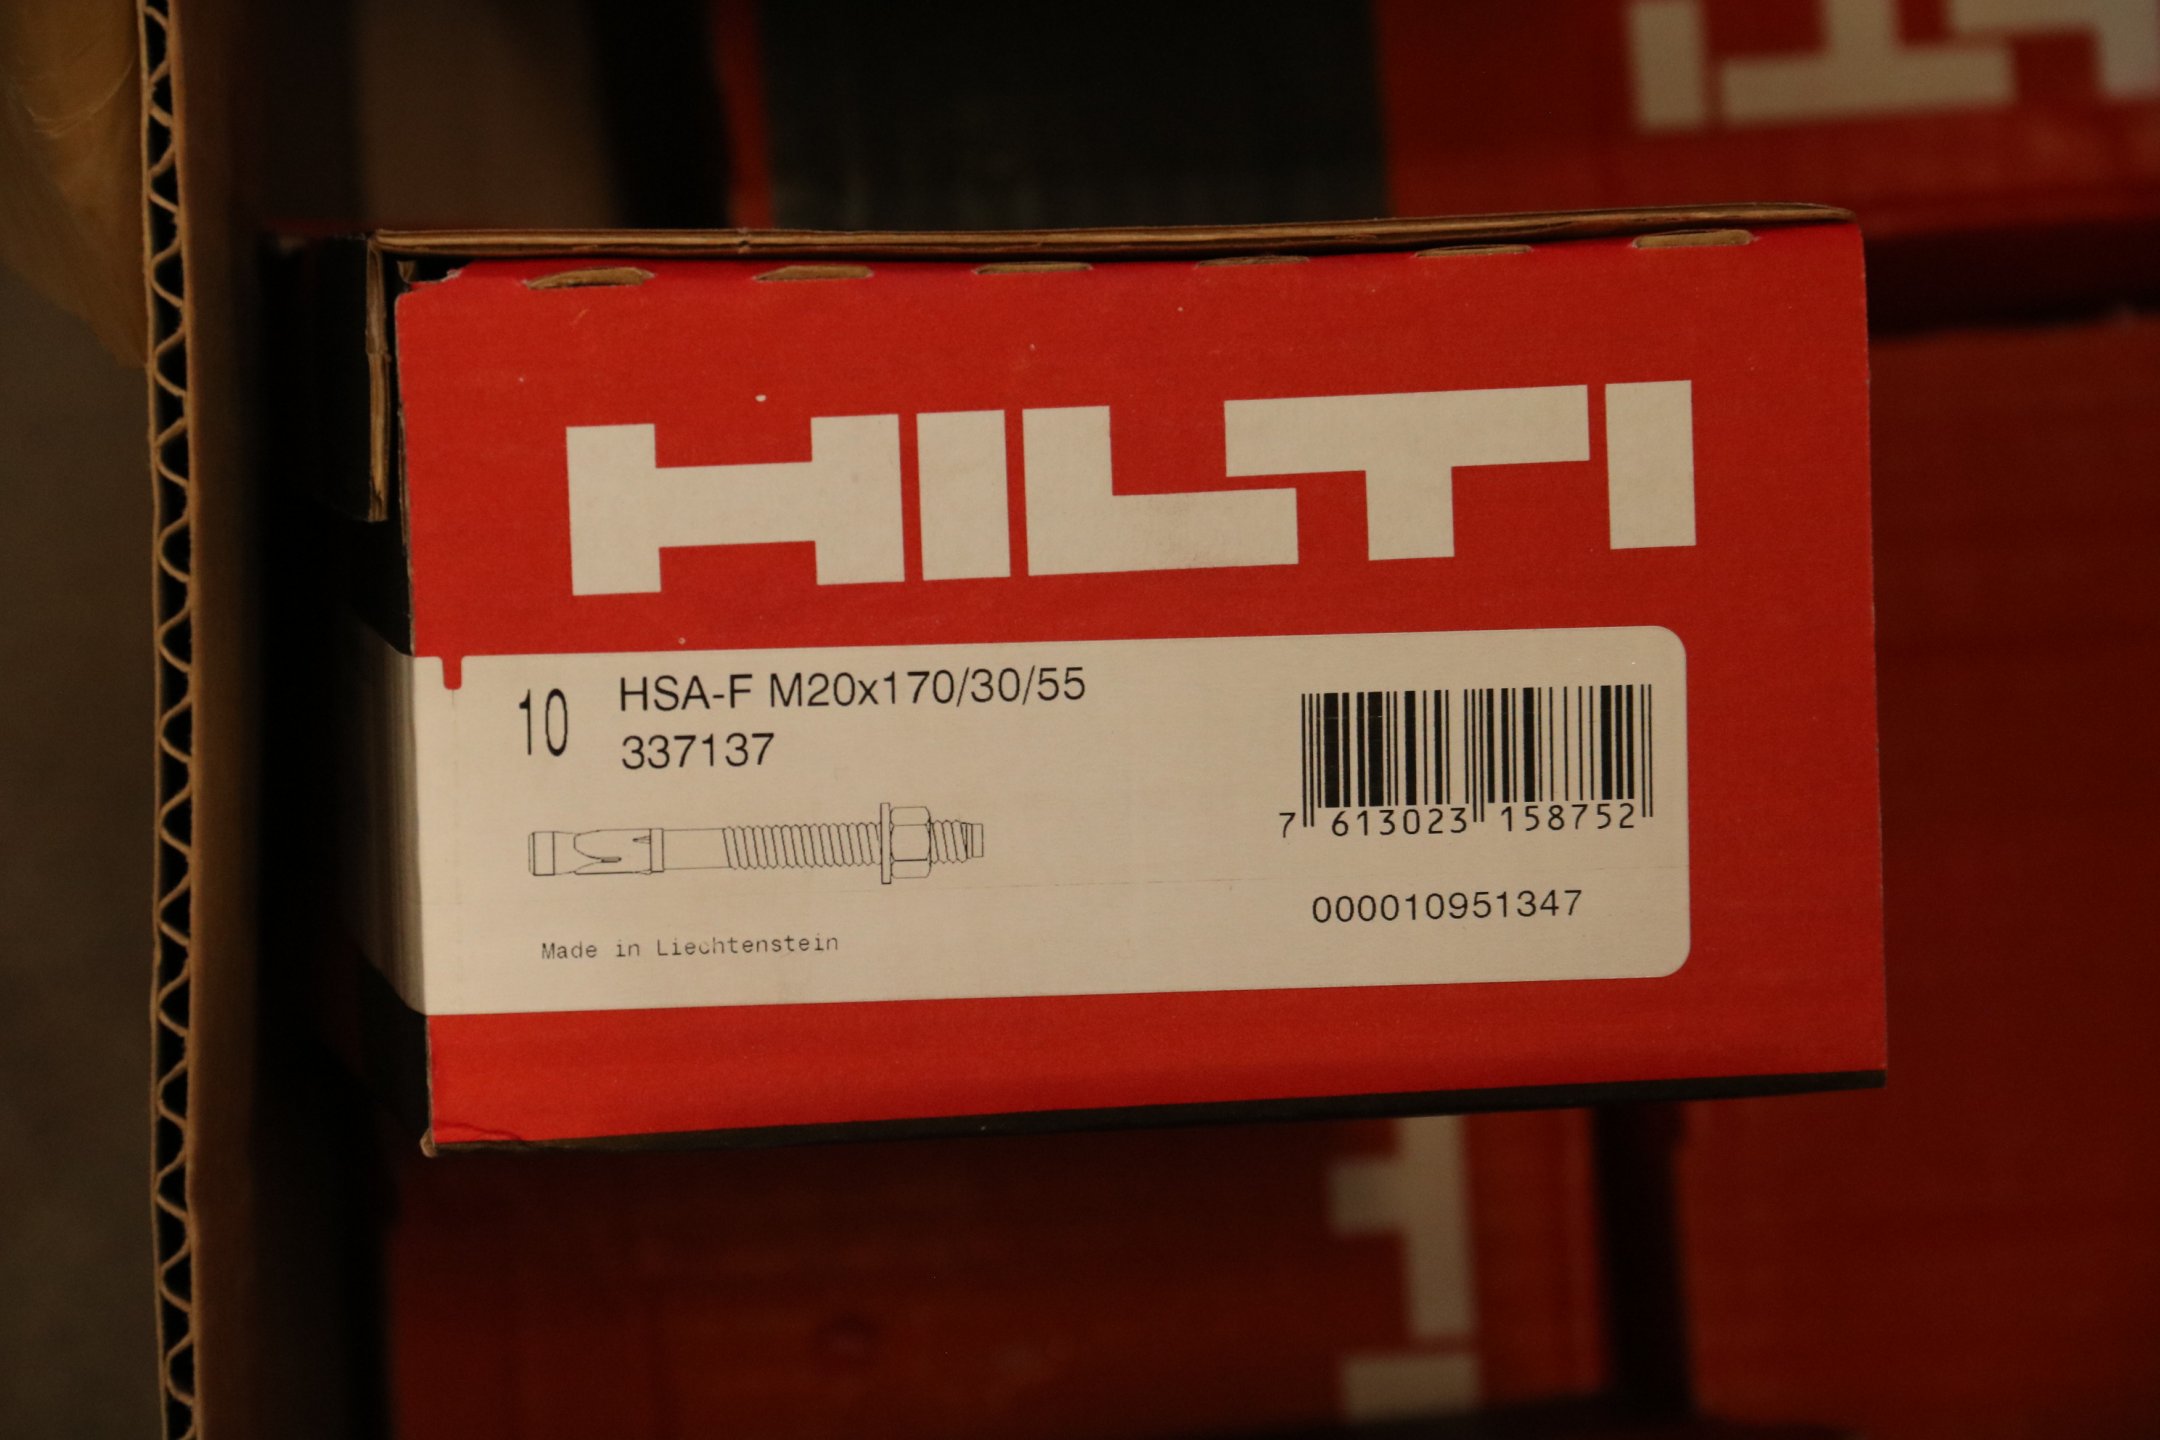 HILTI
10
HSA-F M20x170/30/55
337137
7 613023 158752
000010951347
Made in Liechtenstein